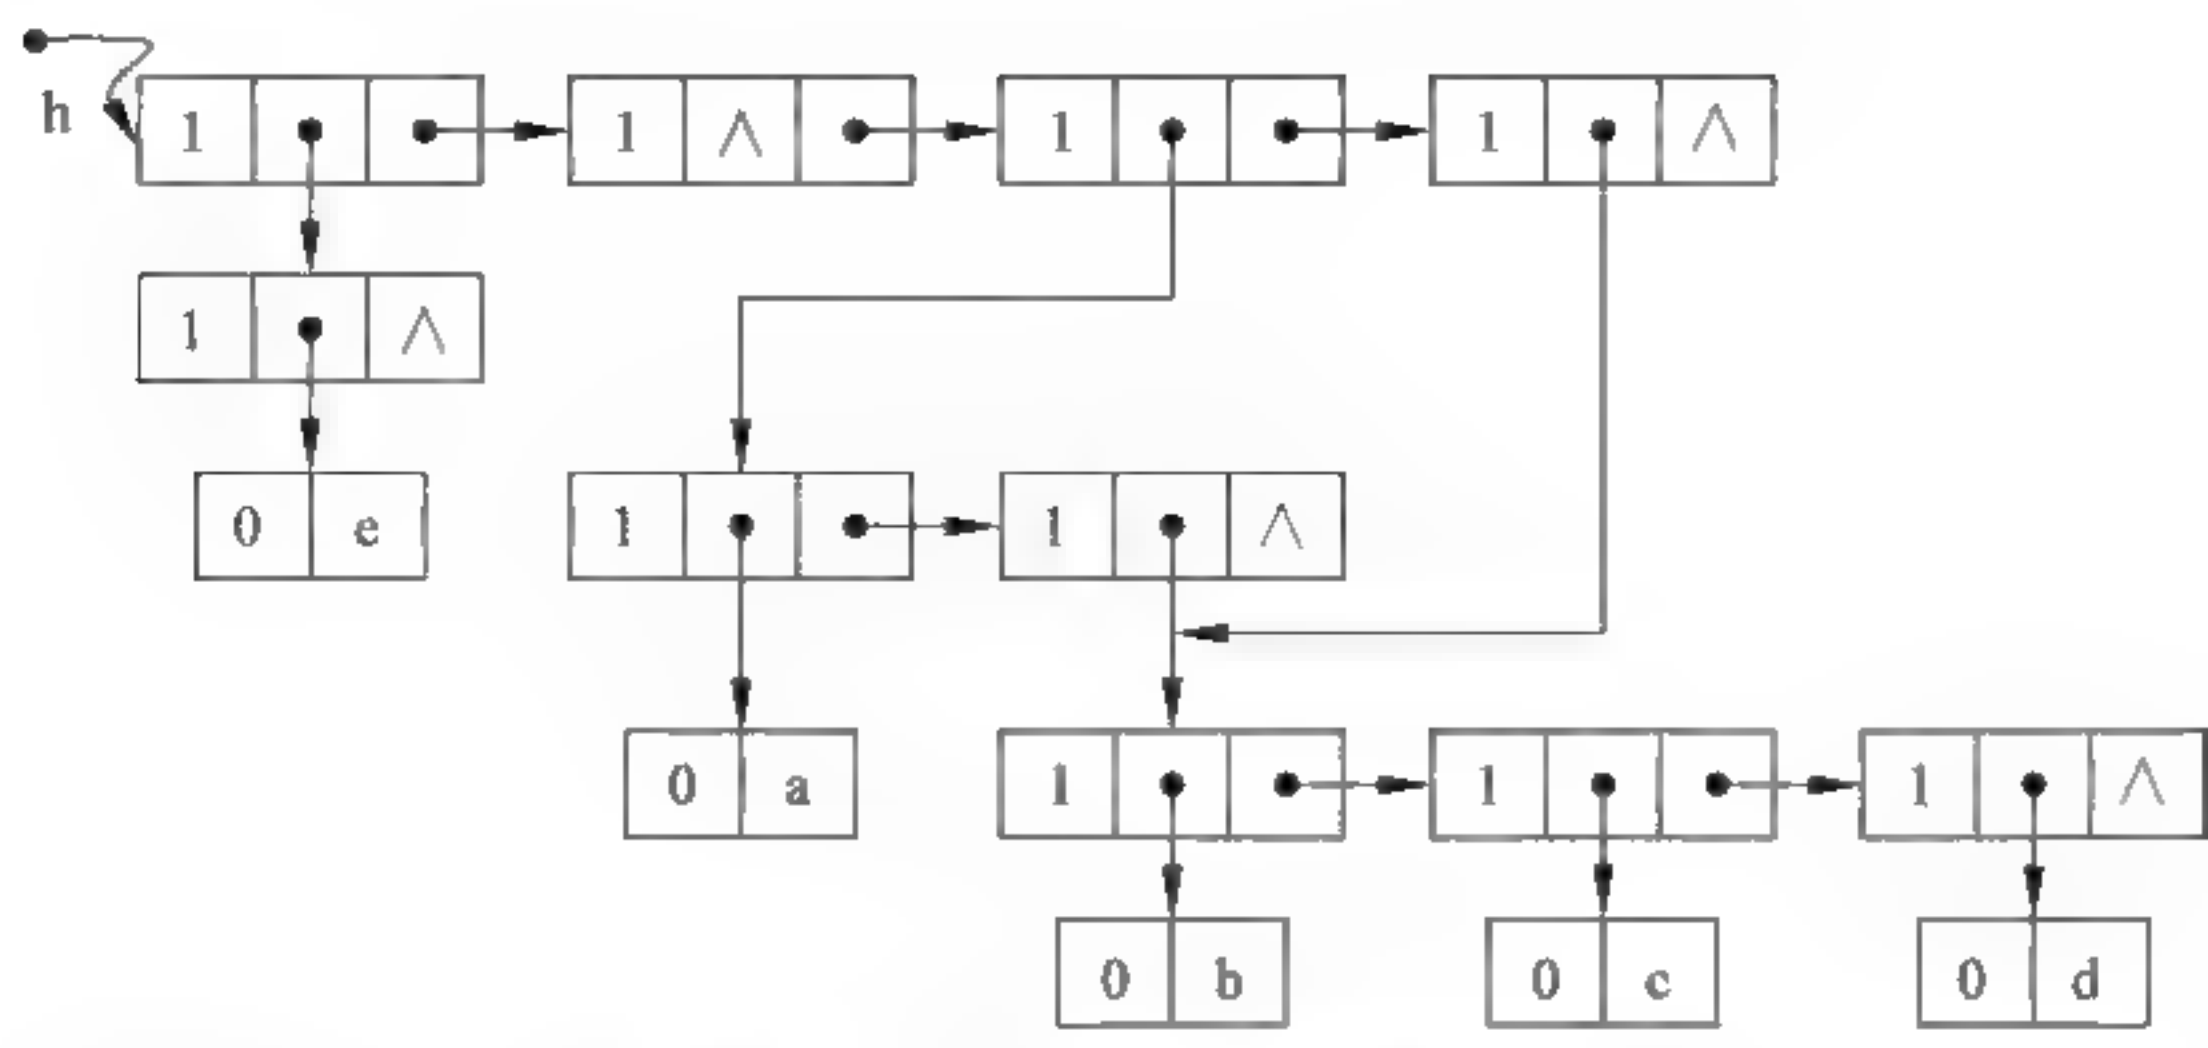 h 1 1 ∧ 1 1 ∧
1 ∧
0 e 1 1 ∧
0 a 1 1 1 ∧
0 b 0 c 0 d